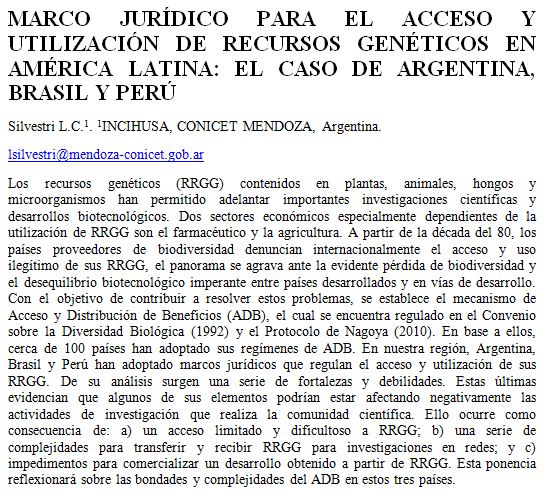 MARCO JURÍDICO PARA EL ACCESO Y
UTILIZACIÓN DE RECURSOS GENÉTICOS EN
AMÉRICA LATINA: EL CASO DE ARGENTINA,
BRASIL Y PERÚ
Silvestri L.C.¹. ¹INCIHUSA, CONICET MENDOZA, Argentina.
lsilvestri@mendoza-conicet.gob.ar
Los recursos genéticos (RRGG) contenidos en plantas, animales, hongos y
microorganismos han permitido adelantar importantes investigaciones científicas y
desarrollos biotecnológicos. Dos sectores económicos especialmente dependientes de la
utilización de RRGG son el farmacéutico y la agricultura. A partir de la década del 80, los
países proveedores de biodiversidad denuncian internacionalmente el acceso y uso
ilegítimo de sus RRGG, el panorama se agrava ante la evidente pérdida de biodiversidad y
el desequilibrio biotecnológico imperante entre países desarrollados y en vías de desarrollo.
Con el objetivo de contribuir a resolver estos problemas, se establece el mecanismo de
Acceso y Distribución de Beneficios (ADB), el cual se encuentra regulado en el Convenio
sobre la Diversidad Biológica (1992) y el Protocolo de Nagoya (2010). En base a ellos,
cerca de 100 países han adoptado sus regímenes de ADB. En nuestra región, Argentina,
Brasil y Perú han adoptado marcos jurídicos que regulan el acceso y utilización de sus
RRGG. De su análisis surgen una serie de fortalezas y debilidades. Estas últimas
evidencian que algunos de sus elementos podrían estar afectando negativamente las
actividades de investigación que realiza la comunidad científica. Ello ocurre como
consecuencia de: a) un acceso limitado y dificultoso a RRGG; b) una serie de
complejidades para transferir y recibir RRGG para investigaciones en redes; y c)
impedimentos para comercializar un desarrollo obtenido a partir de RRGG. Esta ponencia
reflexionará sobre las bondades y complejidades del ADB en estos tres países.